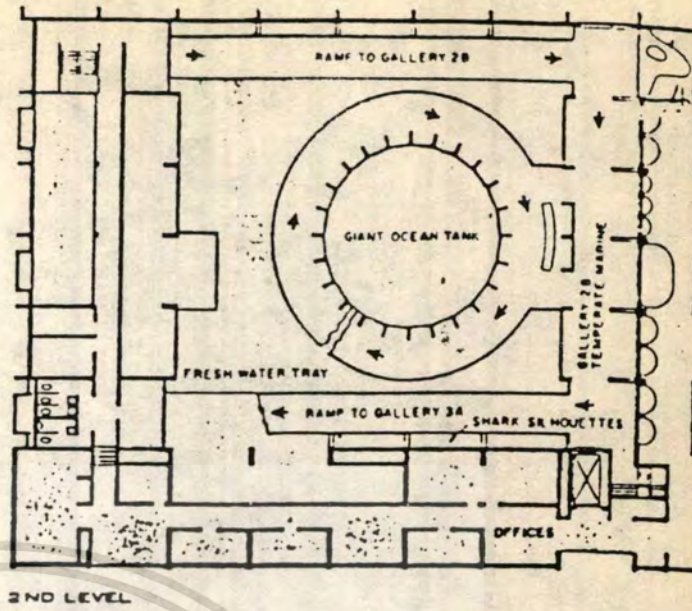 RAMP TO GALLERY 2B
GIANT OCEAN TANK
GALLERY 2B
TEMPERATE MARINE
FRESH WATER TRAY
RAMP TO GALLERY 3A
SHARK SILHOUETTES
OFFICES
2ND LEVEL